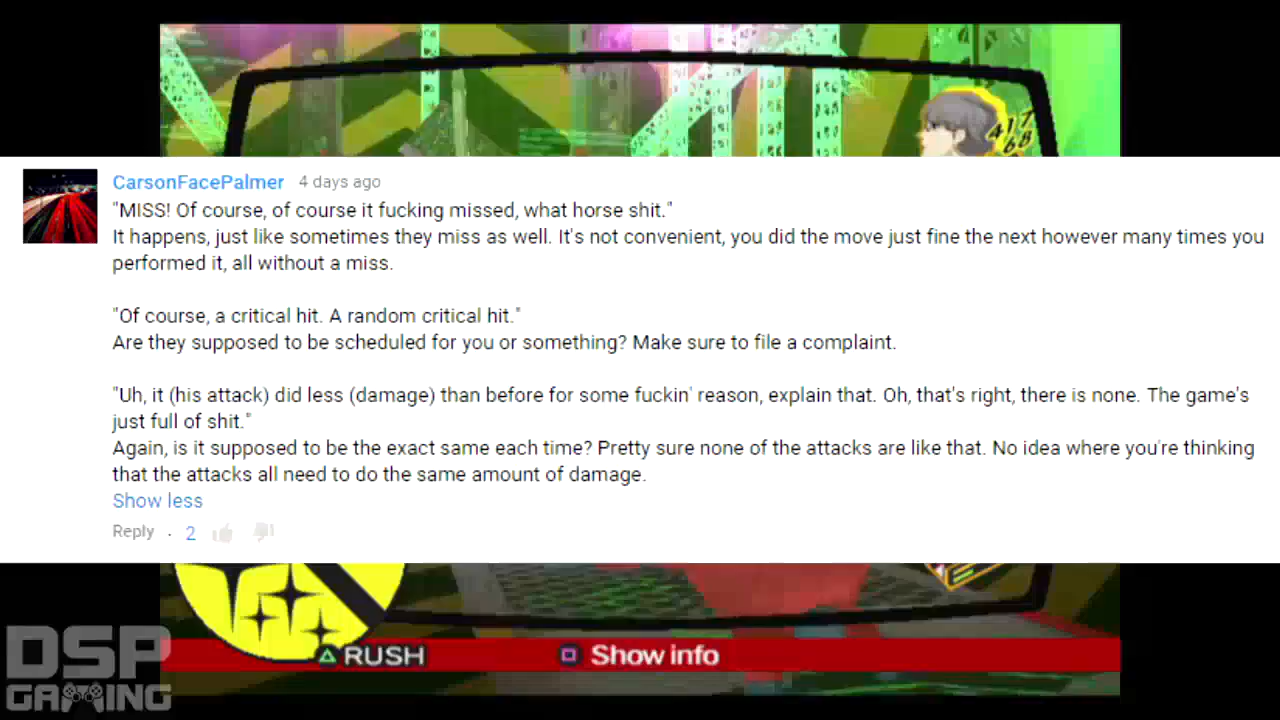 417
68
CarsonFacePalmer 4 days ago
"MISS! Of course, of course it fucking missed, what horse shit."
It happens, just like sometimes they miss as well. It's not convenient, you did the move just fine the next however many times you
performed it, all without a miss.
"Of course, a critical hit. A random critical hit."
Are they supposed to be scheduled for you or something? Make sure to file a complaint.
"Uh, it (his attack) did less (damage) than before for some fuckin' reason, explain that. Oh, that's right, there is none. The game's
just full of shit."
Again, is it supposed to be the exact same each time? Pretty sure none of the attacks are like that. No idea where you're thinking
that the attacks all need to do the same amount of damage.
Show less
Reply . 2
RUSH Show info
DSP
GAMING